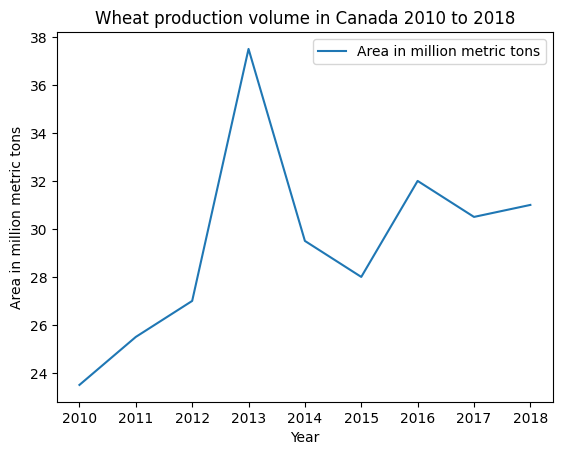 Wheat production volume in Canada 2010 to 2018
Area in million metric tons
Area in million metric tons
38
36
34
32
30
28
26
24
2010 2011 2012 2013 2014 2015 2016 2017 2018
Year